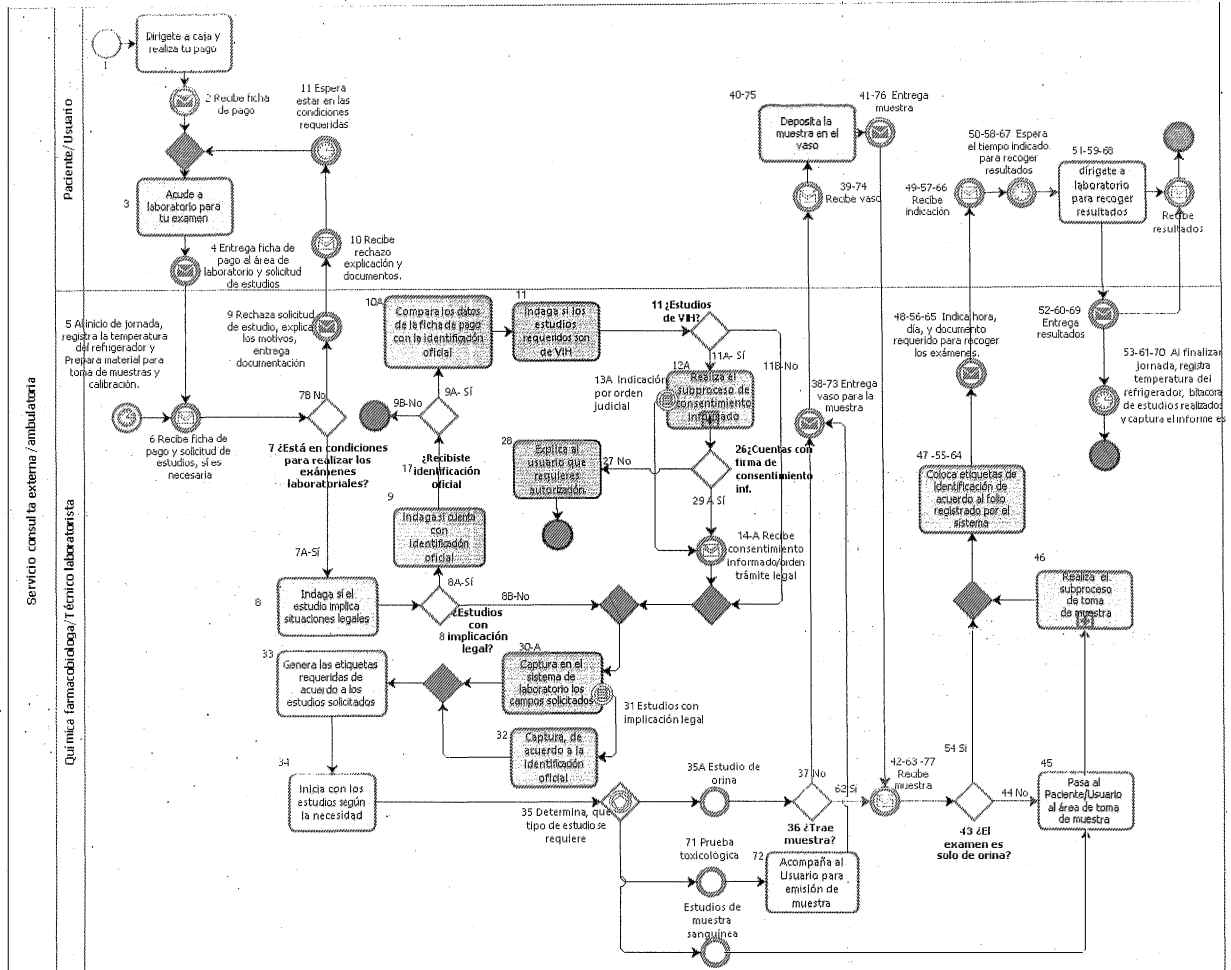 Servicio consulta externa / ambulatoria
Paciente/ Usuario
Química farmacobiologa/ Técnico laboratorista
1
Dirigete a caja y
realiza tu pago
2 Recibe ficha
de pago
11 Espera
estar en las
condiciones
requeridas
3
Acude a
laboratorio para
tu examen
4 Entrega ficha de
pago al área de
laboratorio y solicitud
de estudios
10 Recibe
rechazo
explicación y
documentos.
40-75
Deposita la
muestra en el
vaso
41-76 Entrega
muestra
39-74
Recibe vaso
50-58-67 Espera
el tiempo indicado
para recoger
resultados
49-57-66
Recibe
indicación
51-59-68
dirígete a
laboratorio
para recoger
resultados
Recibe
resultados
5 Al inicio de jornada,
registra la temperatura
del refrigerador y
Prepara material para
toma de muestras y
calibración.
6 Recibe ficha de
pago y solicitud de
estudios, sí es
necesaria
9 Rechaza solicitud
de estudio, explica
los motivos,
entrega
documentación
7B No
7 ¿Está en condiciones
para realizar los
exámenes
laboratoriales?
7A-Sí
8
Indaga sí el
estudio implica
situaciones legales
8A- Sí
8B-No
8
¿Estudios
con
implicación
legal?
9
Indaga si cuenta
con
identificación
oficial
17
¿Recibiste
identificación
oficial
9B-No
9A- Sí
10A
Compara los datos
de la ficha de pago
con la identificación
oficial
11
Indaga si los
estudios
requeridos son
de VIH
11 ¿Estudios
de VIH?
11A- Sí
11B-No
12A
Realiza el
subproceso de
consentimiento
informado
13A Indicación
por orden
judicial
26¿Cuentas con
firma de
consentimiento
inf.
27 No
28
Explica al
usuario que
requieres
autorización
29 A Sí
14-A Recibe
consentimiento
informado/orden
trámite legal
30-A
Captura en el
sistema de
laboratorio los
campos solicitados
31 Estudios con
implicación legal
32
Captura, de
acuerdo a la
identificación
oficial
33
Genera las etiquetas
requeridas de
acuerdo a los
estudios solicitados
34
Inicia con los
estudios según
la necesidad
35 Determina, que
tipo de estudio se
requiere
35A Estudio de
orina
71 Prueba
toxicológica
Estudios de
muestra
sanguínea
72
Acompaña al
Usuario para
emisión de
muestra
36 ¿Trae
muestra?
37 No
62 Sí
38-73 Entrega
vaso para la
muestra
42-63 -77
Recibe
muestra
43 ¿El
examen es
solo de orina?
44 No
54 Si
45
Pasa al
Paciente/Usuario
al área de toma de
muestra
46
Realiza el
subproceso
de toma
de muestra
47 -55-64
Coloca etiquetas de
identificación de
acuerdo al folio
registrado por el
sistema
48-56-65 Indica hora,
día, y documento
requerido para recoger
los exámenes.
52-60-69
Entrega
resultados
53-61-70 Al finalizar
jornada, registra
temperatura del
refrigerador, bitacora
de estudios realizados
y captura el informe es